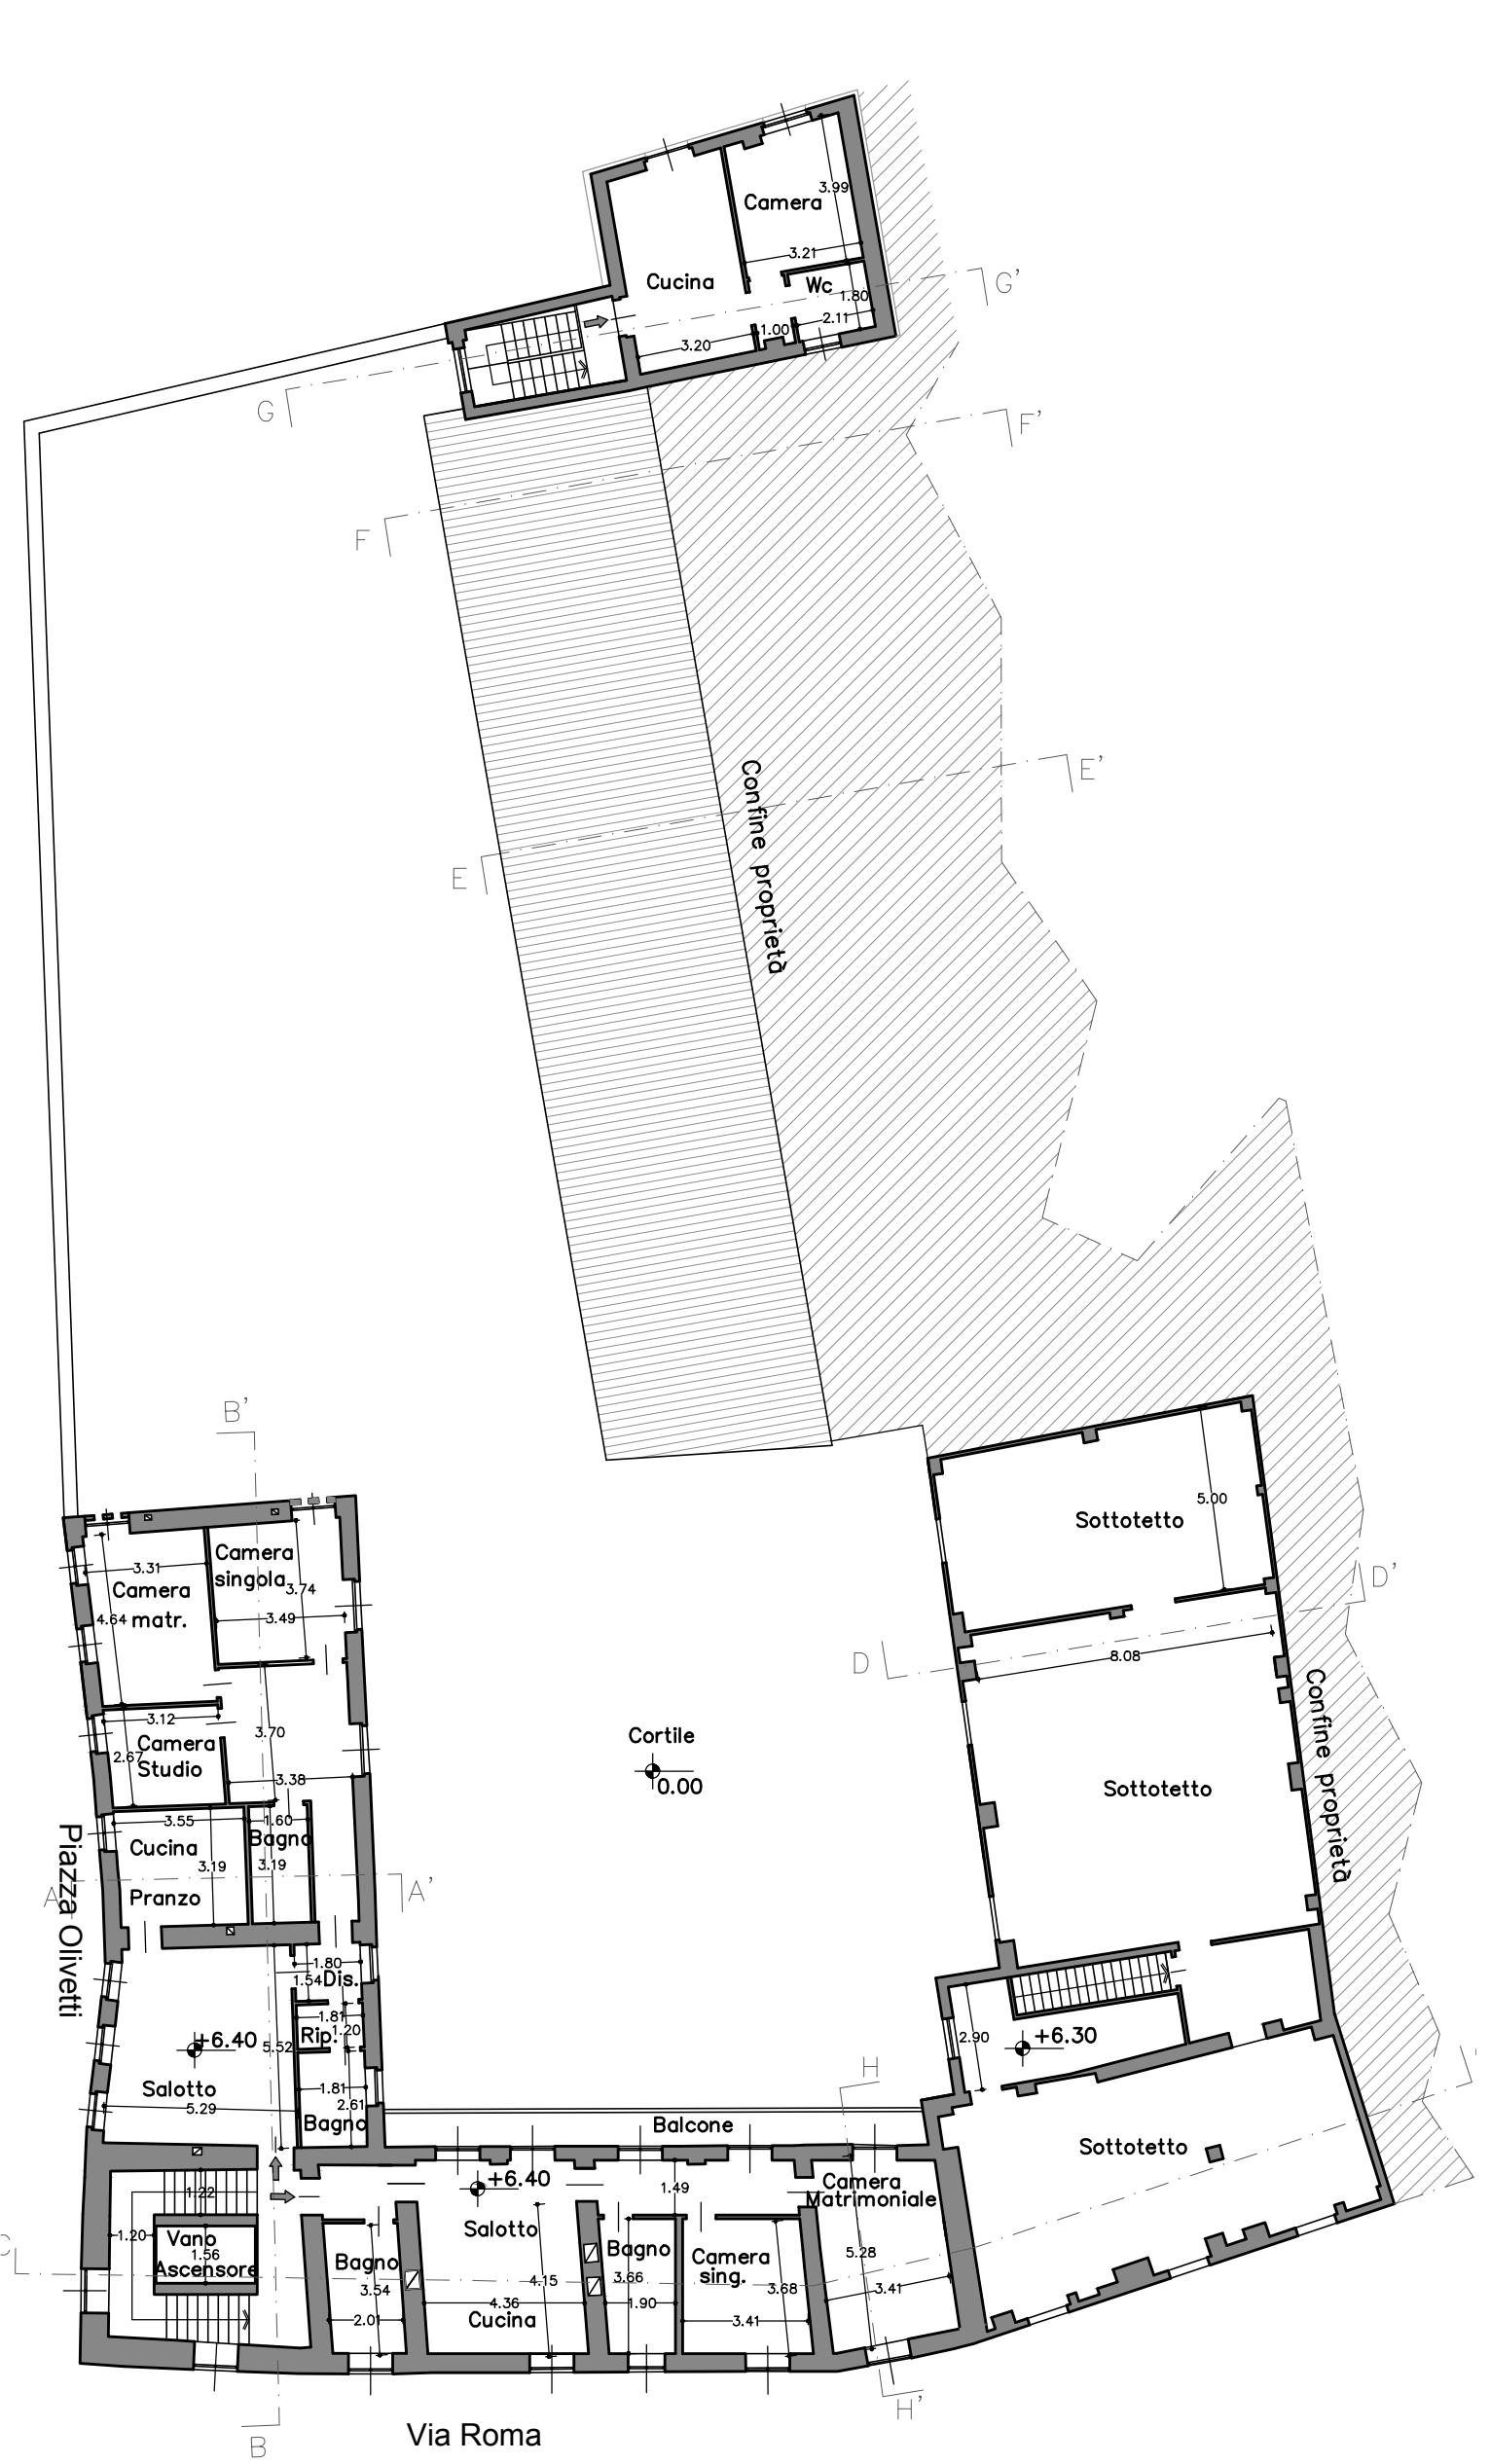 3.99
Camera
3.21
Cucina
Wc
1.80
G'
2.11
1.00
3.20
G
F'
F
E'
E
Confine proprietà
B'
5.00
Sottotetto
Camera
singola
3.31
Camera
matr.
4.64
3.74
3.49
D'
D
8.08
3.12
3.70
Camera
Studio
2.67
3.38
Cortile
0.00
Sottotetto
Confine proprietà
3.55
1.60
Cucina
Bagno
3.19
3.19
Pranzo
A
A'
Piazza Olivetti
1.80
1.54
Dis.
1.81
Rip.
1.20
+6.40
5.52
Salotto
5.29
1.81
2.61
Bagno
2.90
+6.30
H
Balcone
Sottotetto
+6.40
Camera
Matrimoniale
1.49
1.22
1.20
Vano
1.56
Ascensore
Salotto
Bagno
3.54
2.01
4.15
4.36
Cucina
Bagno
3.66
1.90
Camera
sing.
3.68
3.41
5.28
3.41
C
H'
B
Via Roma